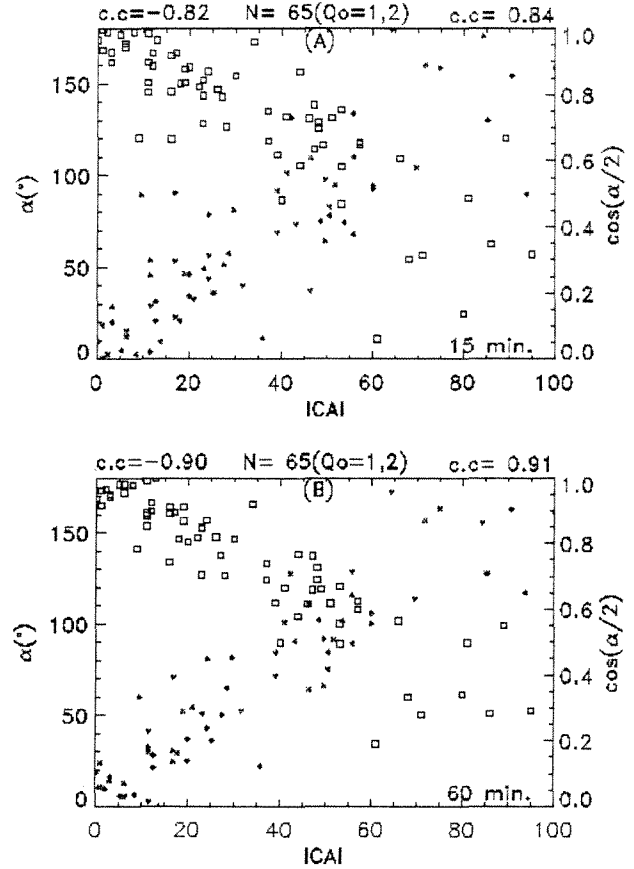 c.c=−0.82 N= 65(Qo=1,2) c.c= 0.84
(A)
150
100
50
0
α(°)
1.0
0.8
0.6
0.4
0.2
0.0
cos(α/2)
15 min.
0 20 40 60 80 100
ICAI
c.c=−0.90 N= 65(Qo=1,2) c.c= 0.91
(B)
150
100
50
0
α(°)
1.0
0.8
0.6
0.4
0.2
0.0
cos(α/2)
60 min.
0 20 40 60 80 100
ICAI